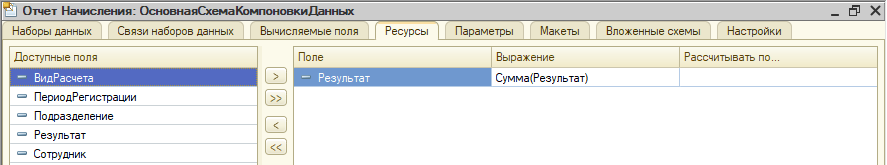 Отчет Начисления: ОсновнаяСхемаКомпоновкиДанных
Наборы данных Связи наборов данных Вычисляемые поля Ресурсы Параметры Макеты Вложенные схемы Настройки
Доступные поля
ВидРасчета
ПериодРегистрации
Подразделение
Результат
Сотрудник
>
>>
<
<<
Поле Выражение Рассчитывать по...
Результат Сумма(Результат)